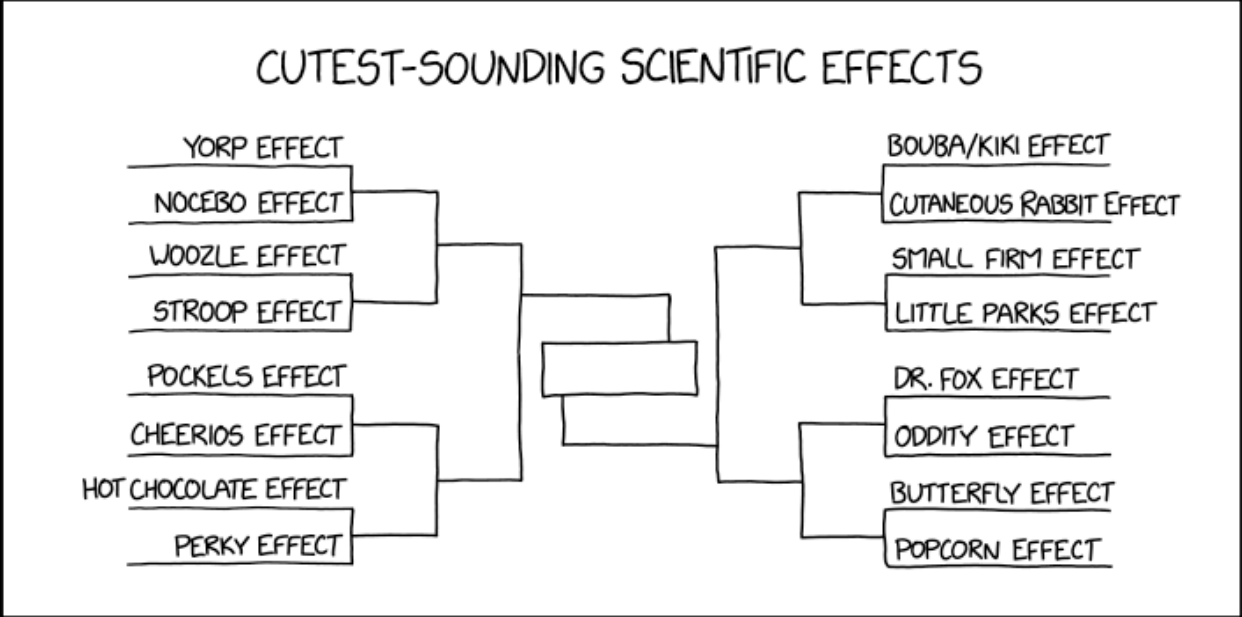 CUTEST-SOUNDING SCIENTIFIC EFFECTS
YORP EFFECT
NOCEBO EFFECT
WOOZLE EFFECT
STROOP EFFECT
POCKELS EFFECT
CHEERIOS EFFECT
HOT CHOCOLATE EFFECT
PERKY EFFECT
BOUBA/KIKI EFFECT
CUTANEOUS RABBIT EFFECT
SMALL FIRM EFFECT
LITTLE PARKS EFFECT
DR. FOX EFFECT
ODDITY EFFECT
BUTTERFLY EFFECT
POPCORN EFFECT